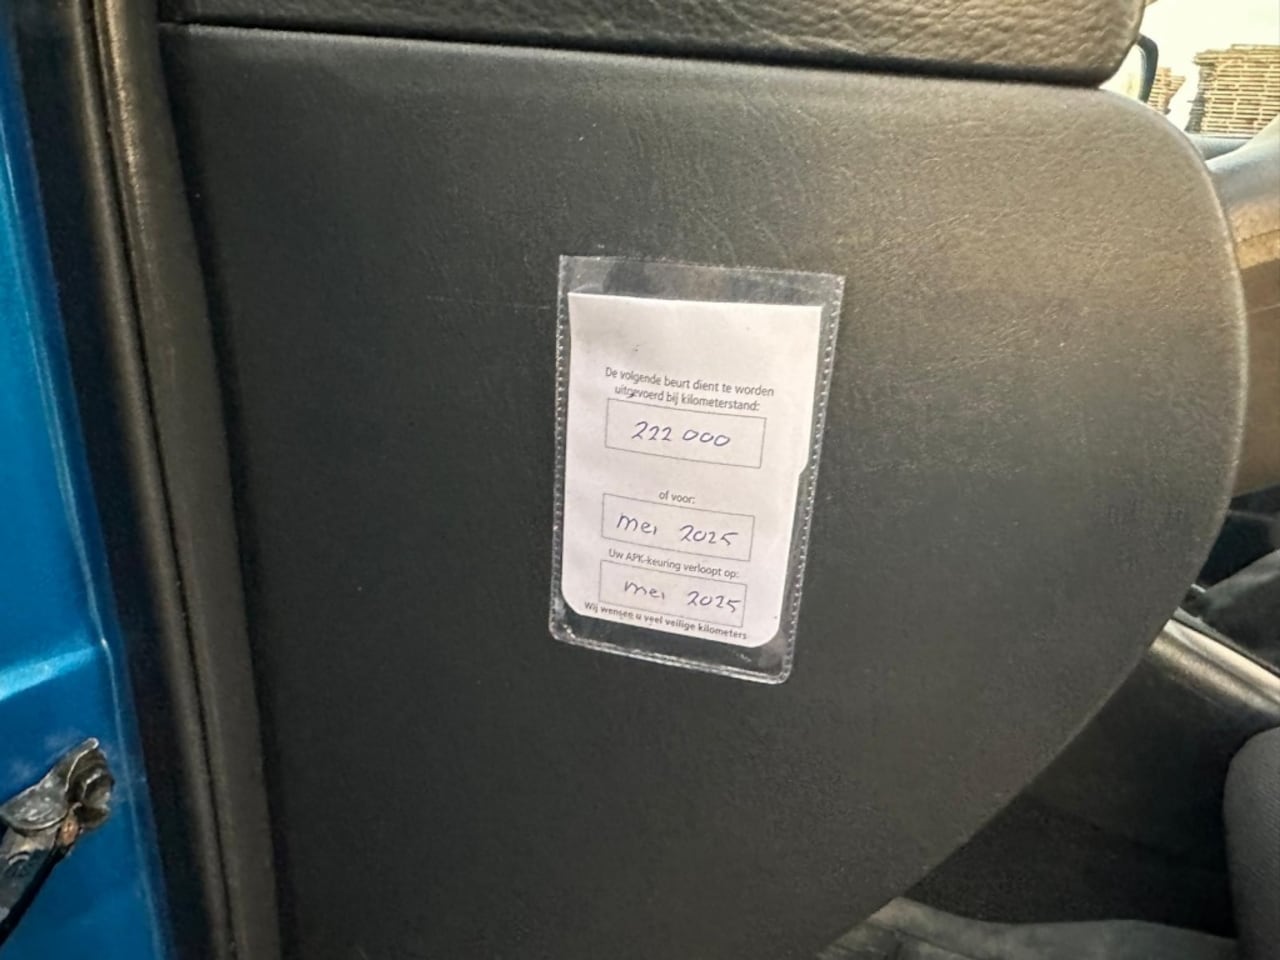 De volgende beurt dient te worden
uitgevoerd bij kilometerstand:
222 000
of voor:
mei 2025
Uw APK-keuring verloopt op:
mei 2025
Wij wensen u veel veilige kilometers